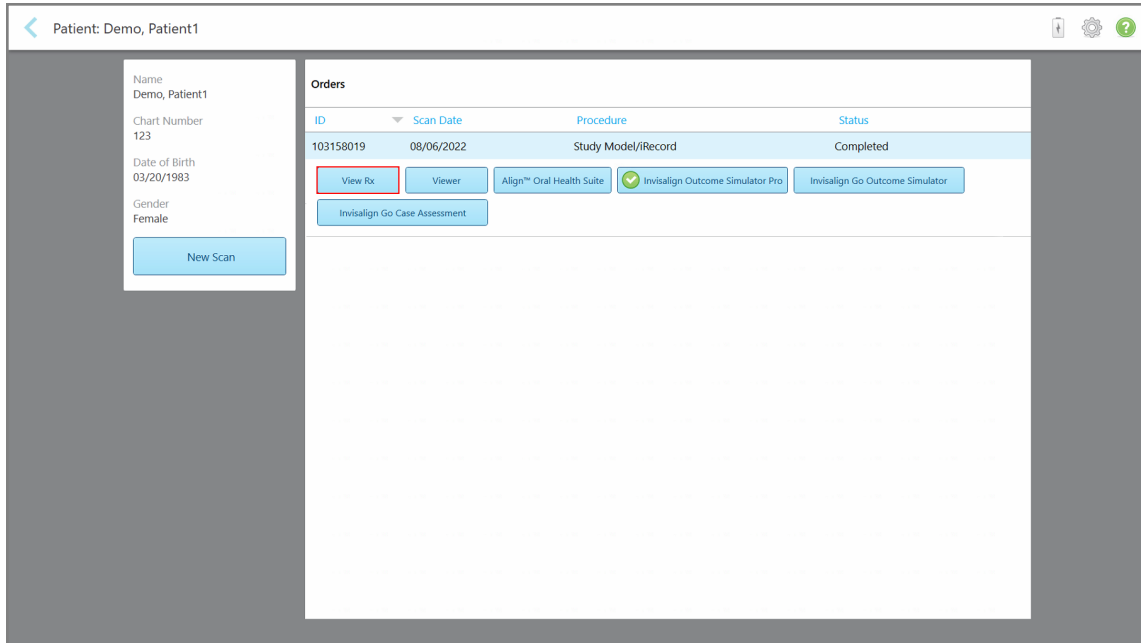 Patient: Demo, Patient1
?
Name
Demo, Patient1
Chart Number
123
Date of Birth
03/20/1983
Gender
Female
New Scan
Orders
ID Scan Date Procedure Status
103158019 08/06/2022 Study Model/iRecord Completed
View Rx Viewer Align™ Oral Health Suite Invisalign Outcome Simulator Pro Invisalign Go Outcome Simulator
Invisalign Go Case Assessment